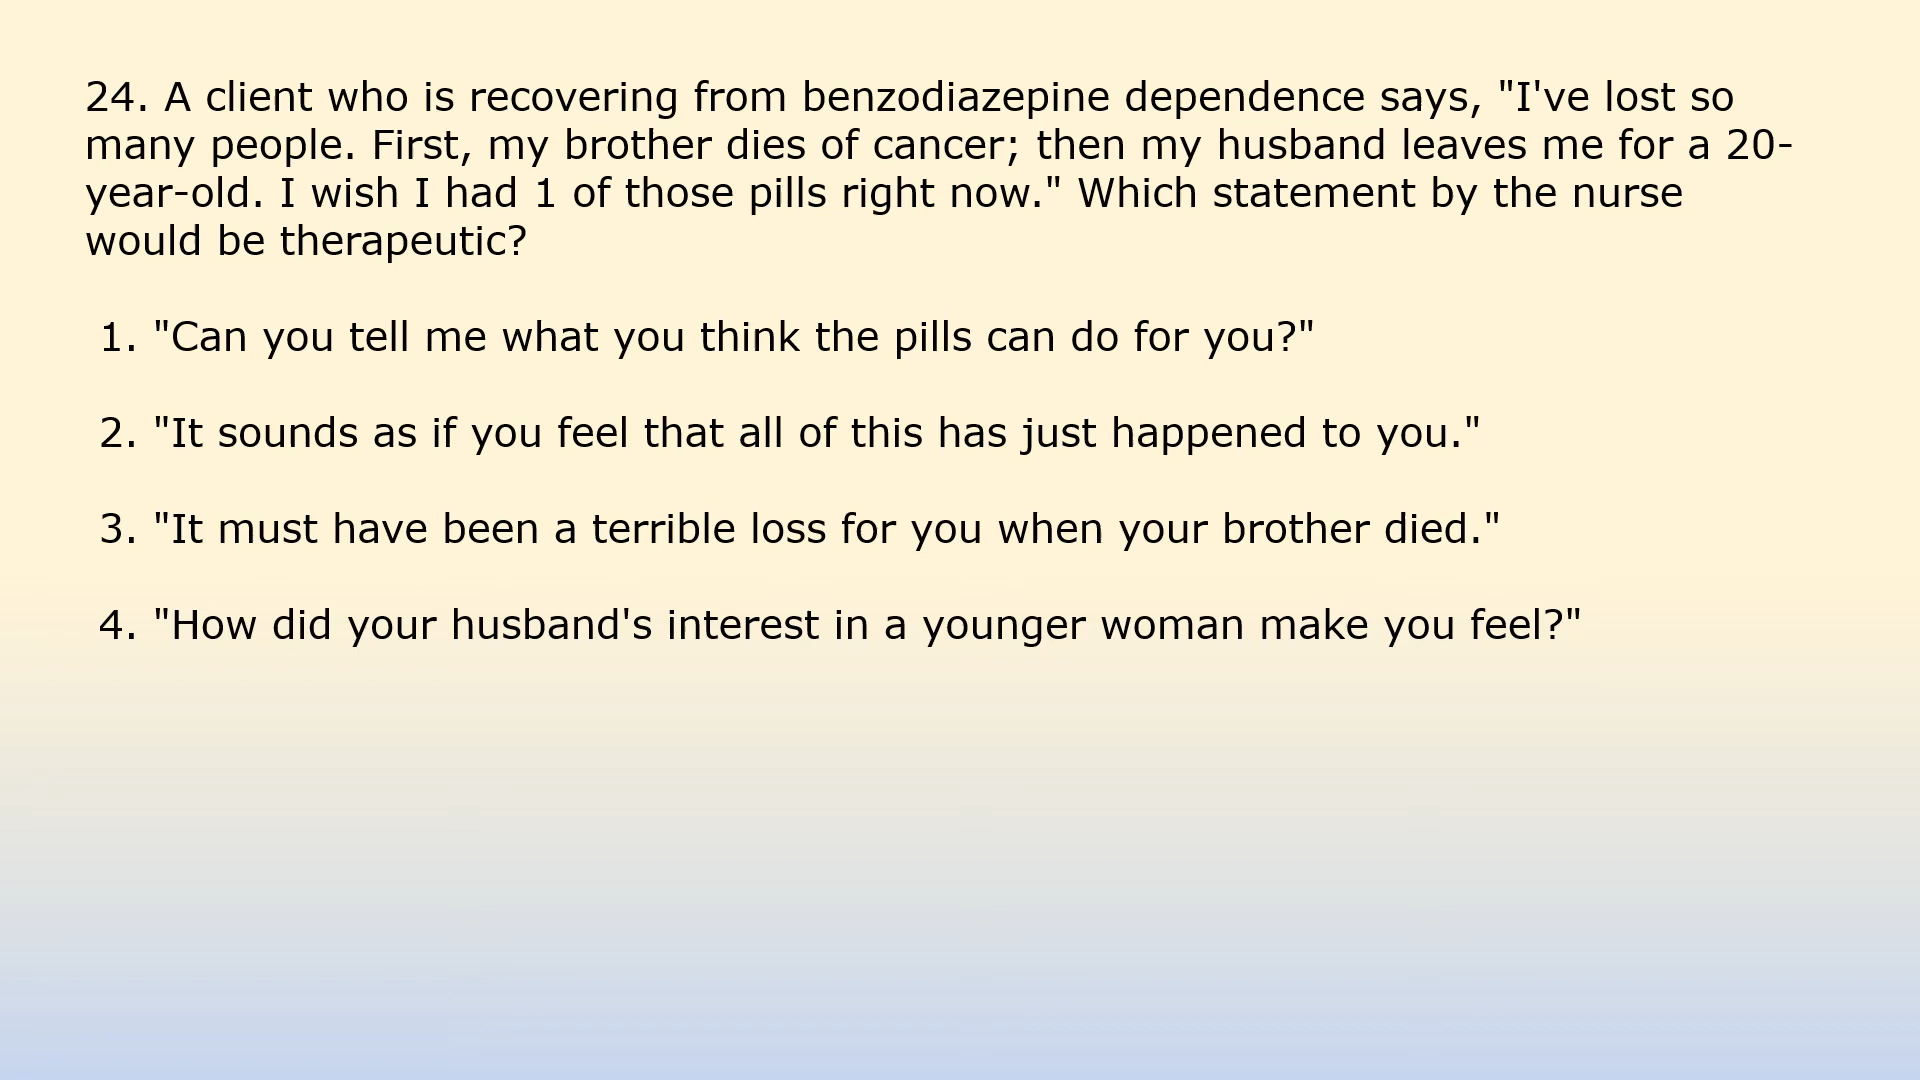 24. A client who is recovering from benzodiazepine dependence says, "I've lost so
many people. First, my brother dies of cancer; then my husband leaves me for a 20-
year-old. I wish I had 1 of those pills right now." Which statement by the nurse
would be therapeutic?
1. "Can you tell me what you think the pills can do for you?"
2. "It sounds as if you feel that all of this has just happened to you."
3. "It must have been a terrible loss for you when your brother died."
4. "How did your husband's interest in a younger woman make you feel?"